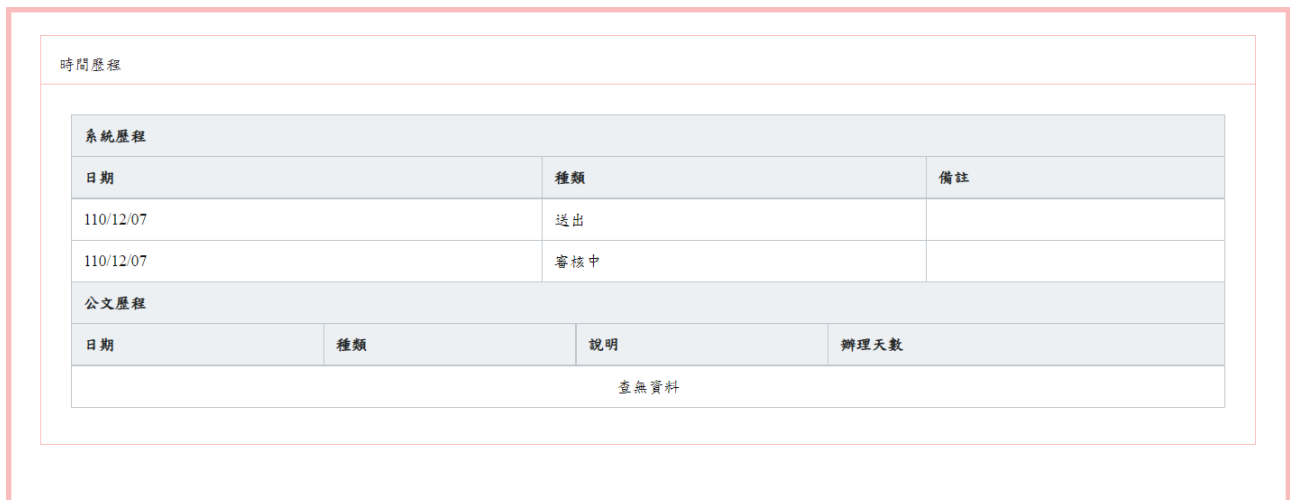 時間歷程
系統歷程
日期 種類 備註
110/12/07 送出
110/12/07 審核中
公文歷程
日期 種類 說明 辦理天數
查無資料